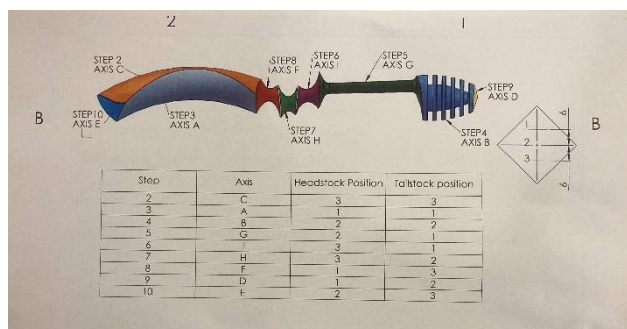 2 1
STEP 2
AXIS C
STEP8
AXIS F
STEP6
AXIS I
STEP5
AXIS G
STEP9
AXIS D
B
STEP10
AXIS E
STEP3
AXIS A
STEP7
AXIS H
STEP4
AXIS B
B
1
2
3
6
6
Step Axis Headstock Position Tailstock position
2 C 3 3
3 A 1 1
4 B 2 2
5 G 2 1
6 I 3 1
7 H 3 2
8 F 1 3
9 D 1 2
10 E 2 3